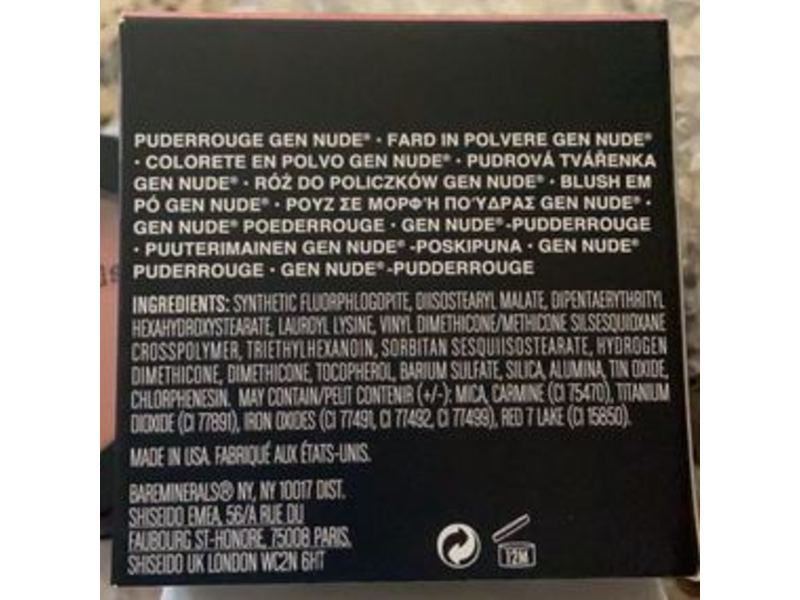 PUDERROUGE GEN NUDE® · FARD IN POLVERE GEN NUDE®
· COLORETE EN POLVO GEN NUDE® · PUDROVÁ TVÁŘENKA
GEN NUDE® · RÓŻ DO POLICZKÓW GEN NUDE® · BLUSH EM
PÓ GEN NUDE® · ΡΟΥΖ ΣΕ ΜΟΡΦΉ ΠΟΎΔΡΑΣ GEN NUDE® ·
GEN NUDE® POEDERROUGE · GEN NUDE®-PUDDERROUGE
· PUUTERIMAINEN GEN NUDE®-POSKIPUNA · GEN NUDE®
PUDERROUGE · GEN NUDE®-PUDDERROUGE
INGREDIENTS: SYNTHETIC FLUORPHLOGOPITE, DIISOSTEARYL MALATE, DIPENTAERYTHRITYL
HEXAHYDROXYSTEARATE, LAUROYL LYSINE, VINYL DIMETHICONE/METHICONE SILSESQUIOXANE
CROSSPOLYMER, TRIETHYLHEXANOIN, SORBITAN SESQUIISOSTEARATE, HYDROGEN
DIMETHICONE, DIMETHICONE, TOCOPHEROL, BARIUM SULFATE, SILICA, ALUMINA, TIN OXIDE,
CHLORPHENESIN. MAY CONTAIN/PEUT CONTENIR (+/-): MICA, CARMINE (CI 75470), TITANIUM
DIOXIDE (CI 77891), IRON OXIDES (CI 77491, CI 77492, CI 77499), RED 7 LAKE (CI 15850).
MADE IN USA. FABRIQUÉ AUX ÉTATS-UNIS.
BAREMINERALS® NY, NY 10017 DIST.
SHISEIDO EMEA, 56/A RUE DU
FAUBOURG ST-HONORE, 75008 PARIS.
SHISEIDO UK LONDON WC2N 6HT
12M